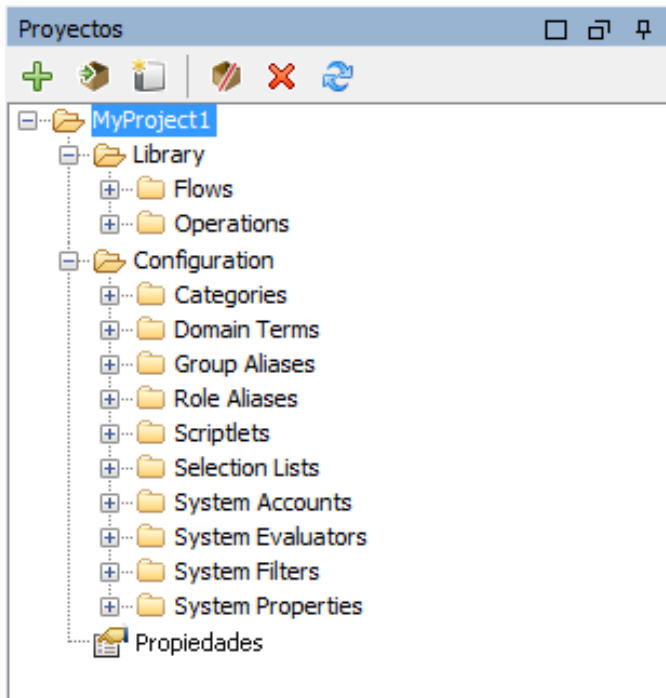 Proyectos
MyProject1
Library
Flows
Operations
Configuration
Categories
Domain Terms
Group Aliases
Role Aliases
Scriptlets
Selection Lists
System Accounts
System Evaluators
System Filters
System Properties
Propiedades